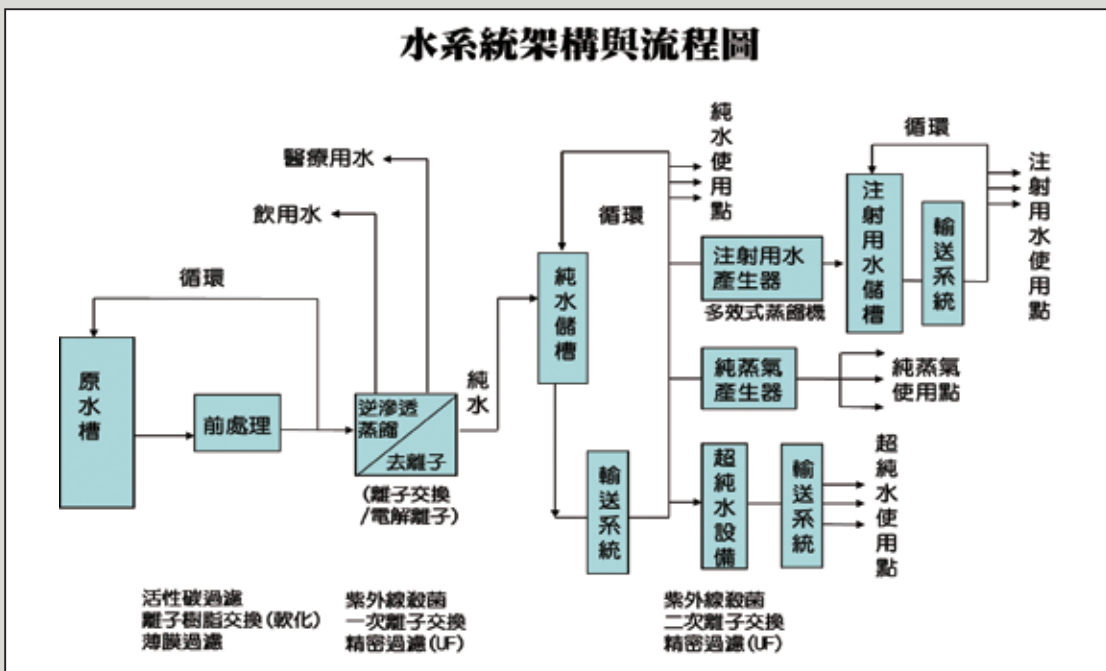 水系統架構與流程圖
醫療用水
飲用水
循環
原水槽
前處理
逆滲透
蒸餾
去離子
(離子交換
/電解離子)
純水
純水儲槽
循環
輸送系統
純水使用點
注射用水
產生器
多效式蒸餾機
循環
注射用水儲槽
輸送系統
注射用水使用點
純蒸氣
產生器
純蒸氣
使用點
超純水設備
輸送系統
超純水使用點
活性碳過濾
離子樹脂交換(軟化)
薄膜過濾
紫外線殺菌
一次離子交換
精密過濾(UF)
紫外線殺菌
二次離子交換
精密過濾(UF)